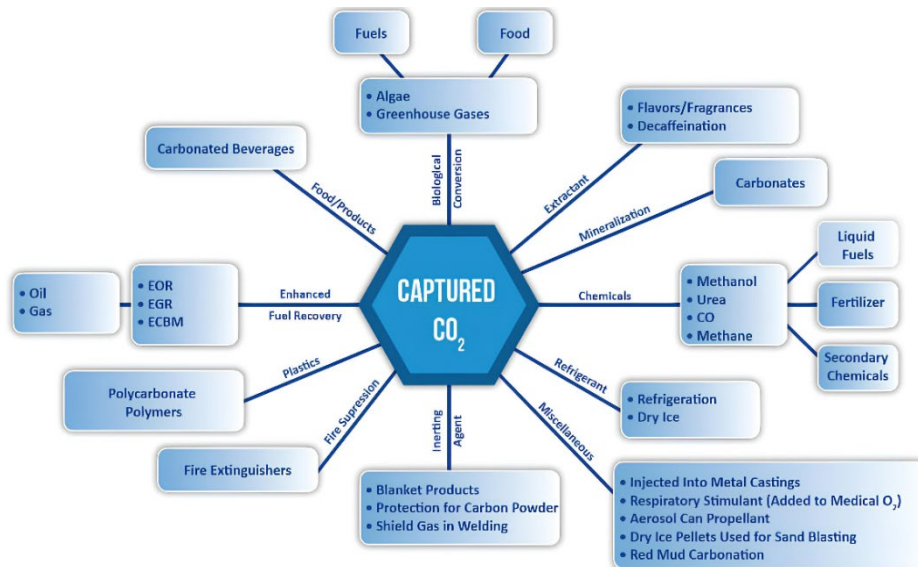 Fuels
Food
• Algae
• Greenhouse Gases
Biological
Conversion
• Flavors/Fragrances
• Decaffeination
Extractant
Carbonated Beverages
Food/Products
Carbonates
Mineralization
CAPTURED
CO₂
• Oil
• Gas
• EOR
• EGR
• ECBM
Enhanced
Fuel Recovery
Chemicals
• Methanol
• Urea
• CO
• Methane
Liquid
Fuels
Fertilizer
Secondary
Chemicals
Plastics
Polycarbonate
Polymers
Refrigerant
• Refrigeration
• Dry Ice
Fire Supression
Fire Extinguishers
Inerting
Agent
• Blanket Products
• Protection for Carbon Powder
• Shield Gas in Welding
Miscellaneous
• Injected Into Metal Castings
• Respiratory Stimulant (Added to Medical O₂)
• Aerosol Can Propellant
• Dry Ice Pellets Used for Sand Blasting
• Red Mud Carbonation